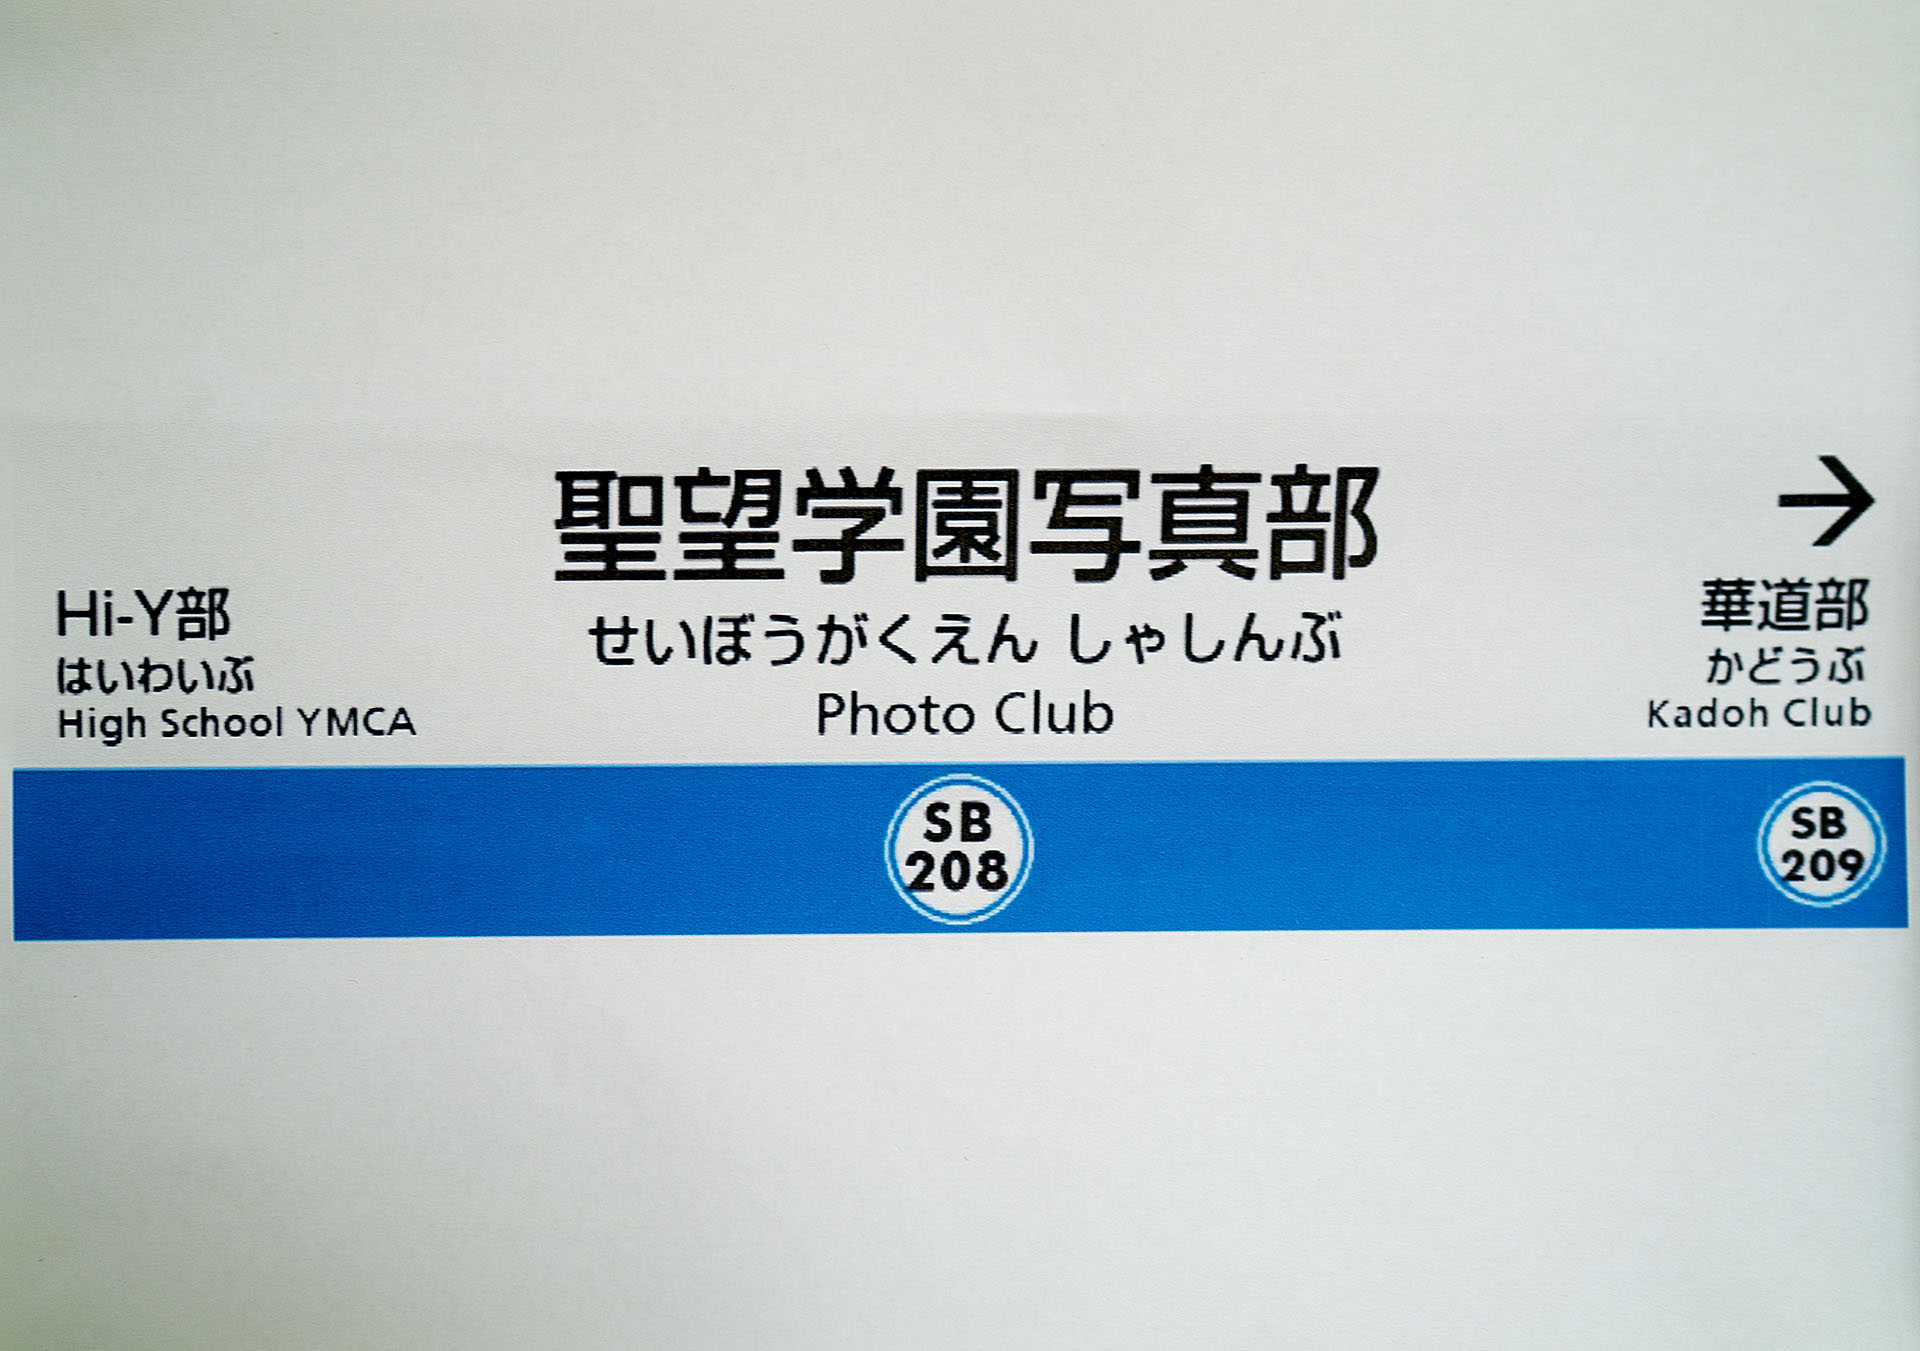 聖望学園写真部
せいぼうがくえん しゃしんぶ
Photo Club
Hi-Y部
はいわいぶ
High School YMCA
→
華道部
かどうぶ
Kadoh Club
SB
208
SB
209